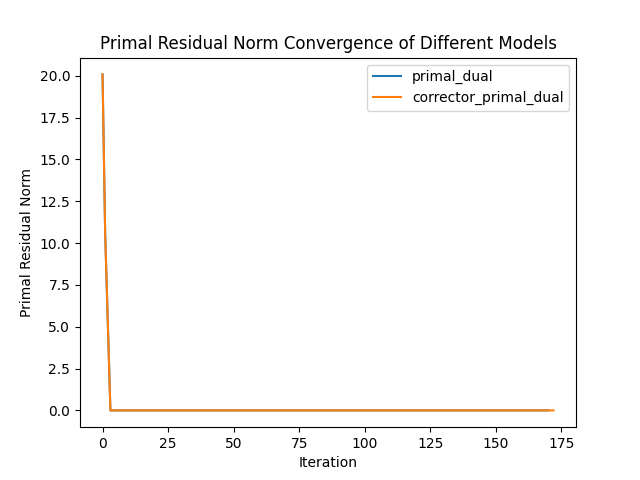 Primal Residual Norm Convergence of Different Models
primal_dual
corrector_primal_dual
Primal Residual Norm
20.0
17.5
15.0
12.5
10.0
7.5
5.0
2.5
0.0
0 25 50 75 100 125 150 175
Iteration